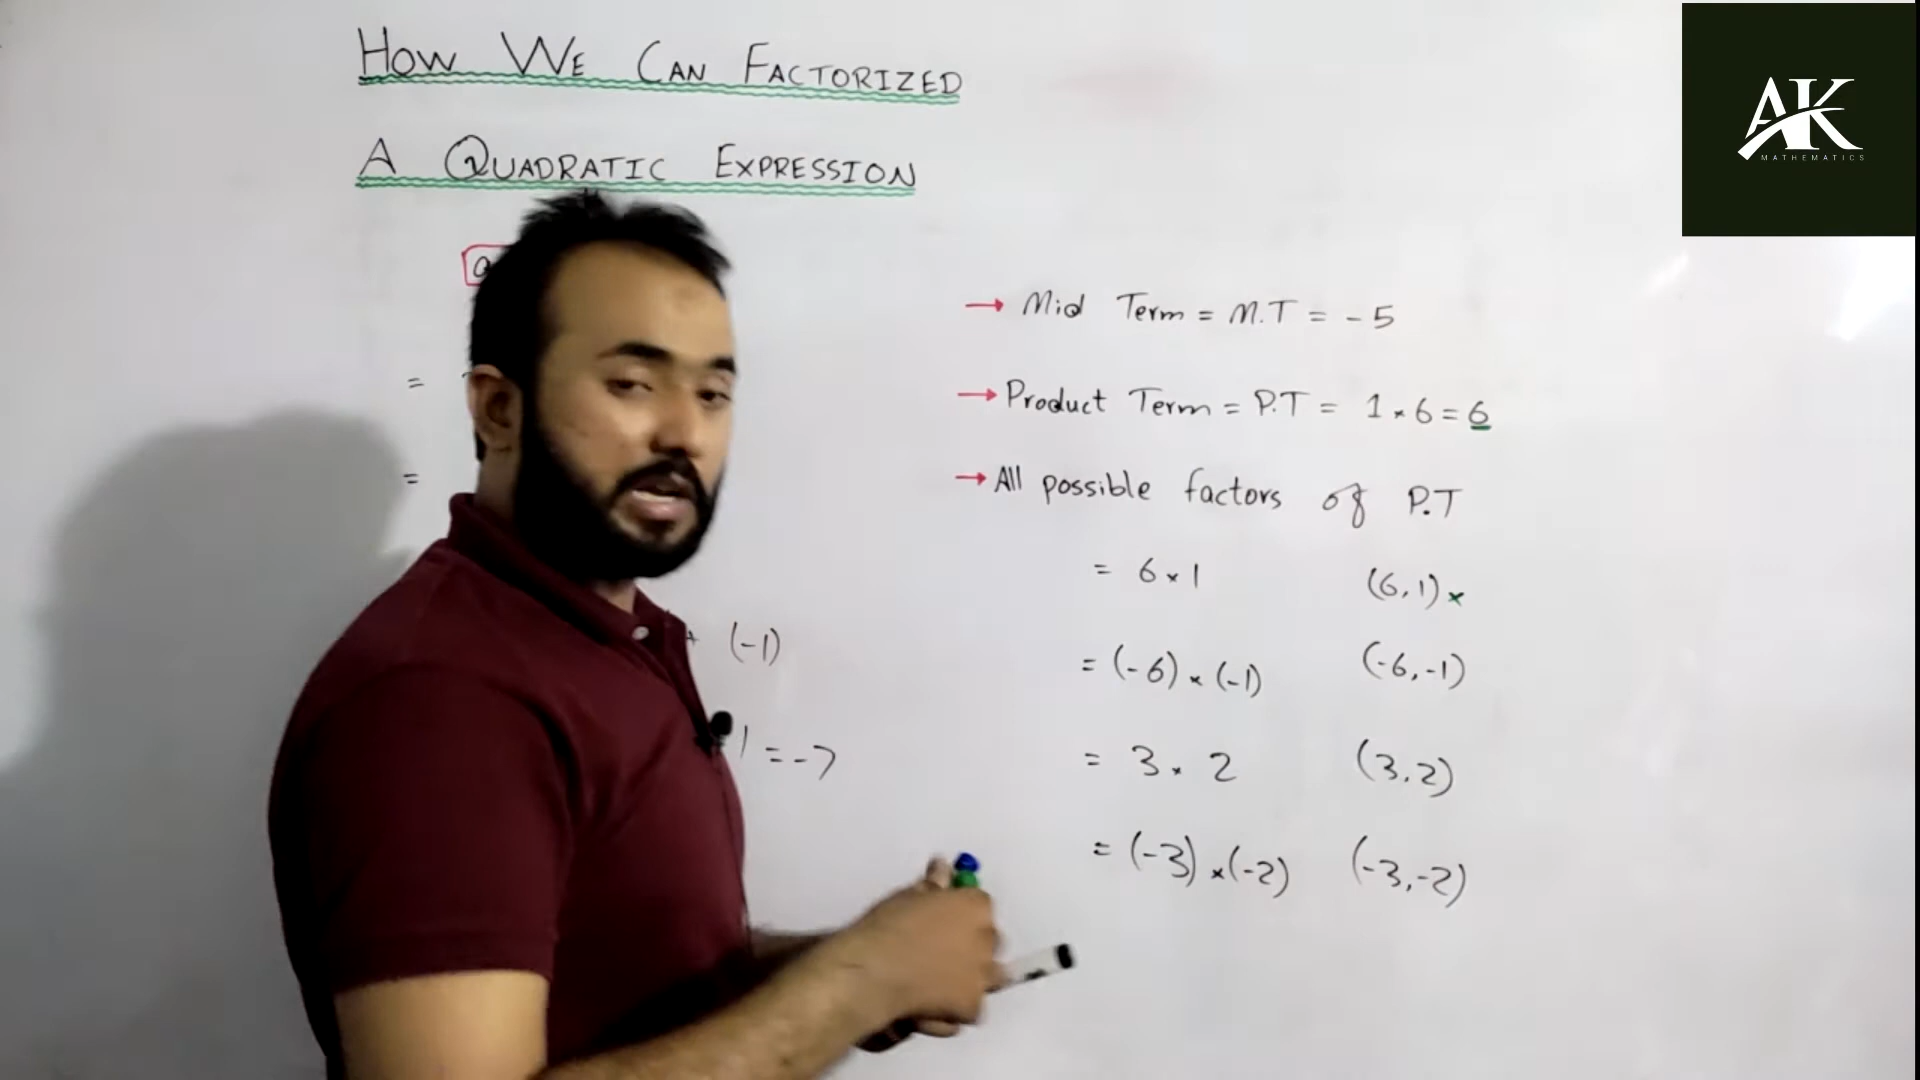 HOW WE CAN FACTORIZED
A QUADRATIC EXPRESSION
AK
MATHEMATICS
a
=
=
+ (-1)
1 = -7
→ Mid Term = M.T = - 5
→ Product Term = P.T = 1 × 6 = 6
→ All possible factors of P.T
= 6 × 1 (6,1) ×
= (-6) × (-1) (-6,-1)
= 3 × 2 (3,2)
= (-3) × (-2) (-3,-2)